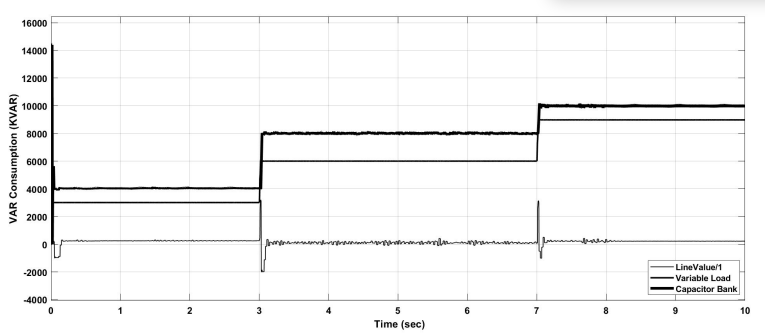 16000
14000
12000
10000
8000
6000
4000
2000
0
-2000
-4000
VAR Consumption (KVAR)
0 1 2 3 4 5 6 7 8 9 10
Time (sec)
LineValue/1
Variable Load
Capacitor Bank